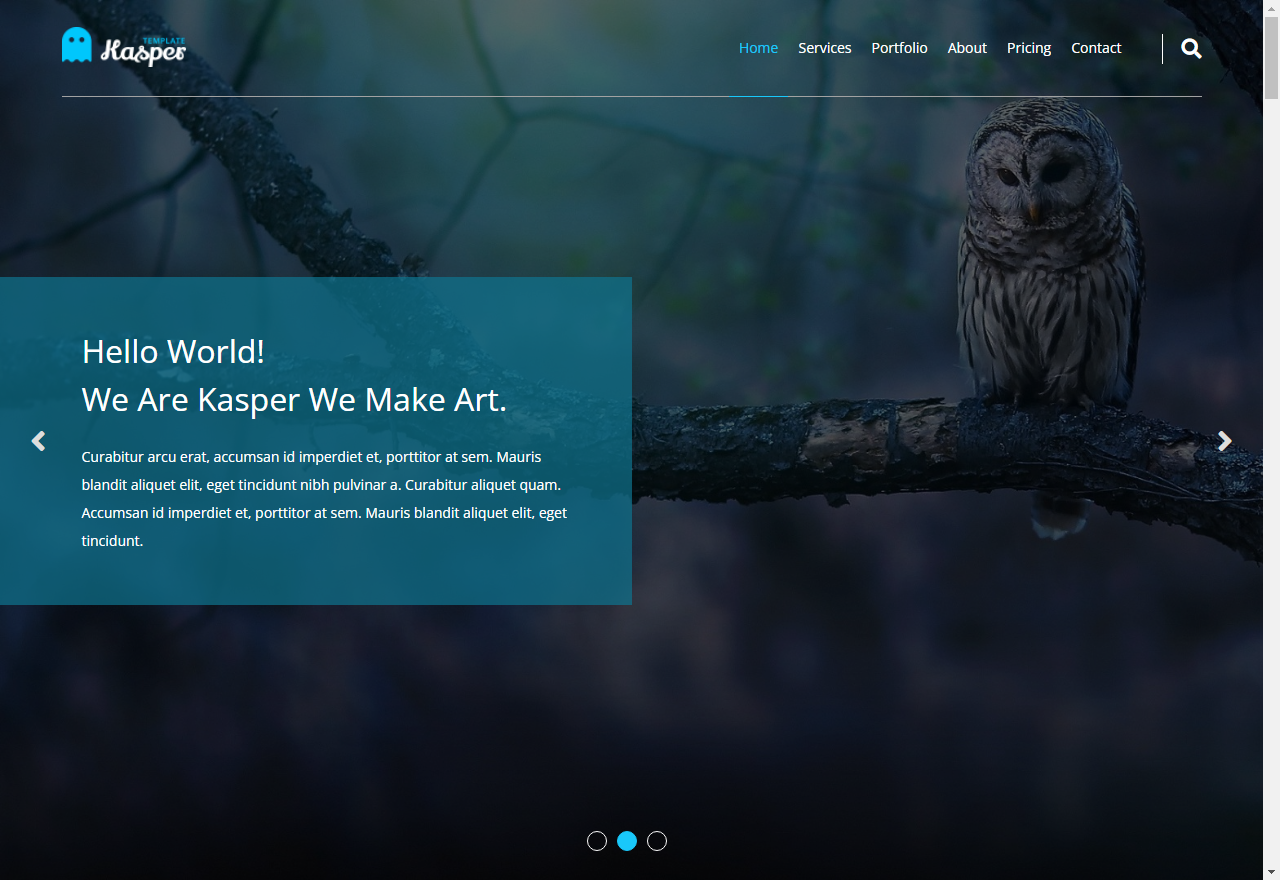 TEMPLATE
Kasper
Home Services Portfolio About Pricing Contact
Hello World!
We Are Kasper We Make Art.
Curabitur arcu erat, accumsan id imperdiet et, porttitor at sem. Mauris
blandit aliquet elit, eget tincidunt nibh pulvinar a. Curabitur aliquet quam.
Accumsan id imperdiet et, porttitor at sem. Mauris blandit aliquet elit, eget
tincidunt.